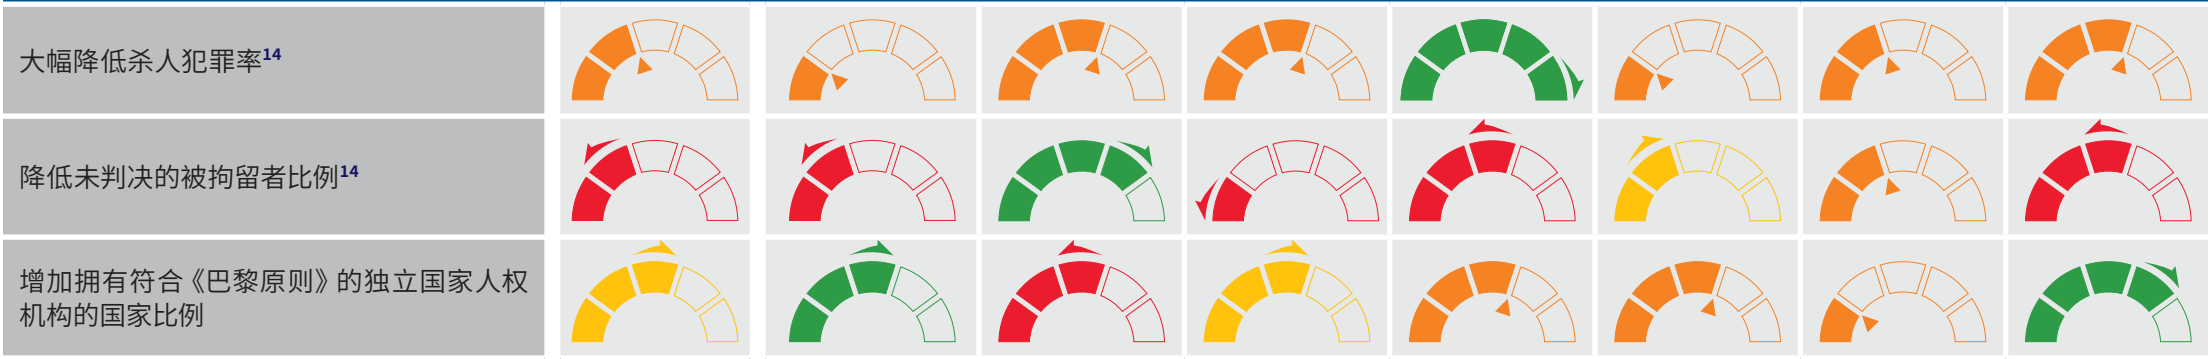 大幅降低杀人犯罪率14
降低未判决的被拘留者比例14
增加拥有符合《巴黎原则》的独立国家人权
机构的国家比例